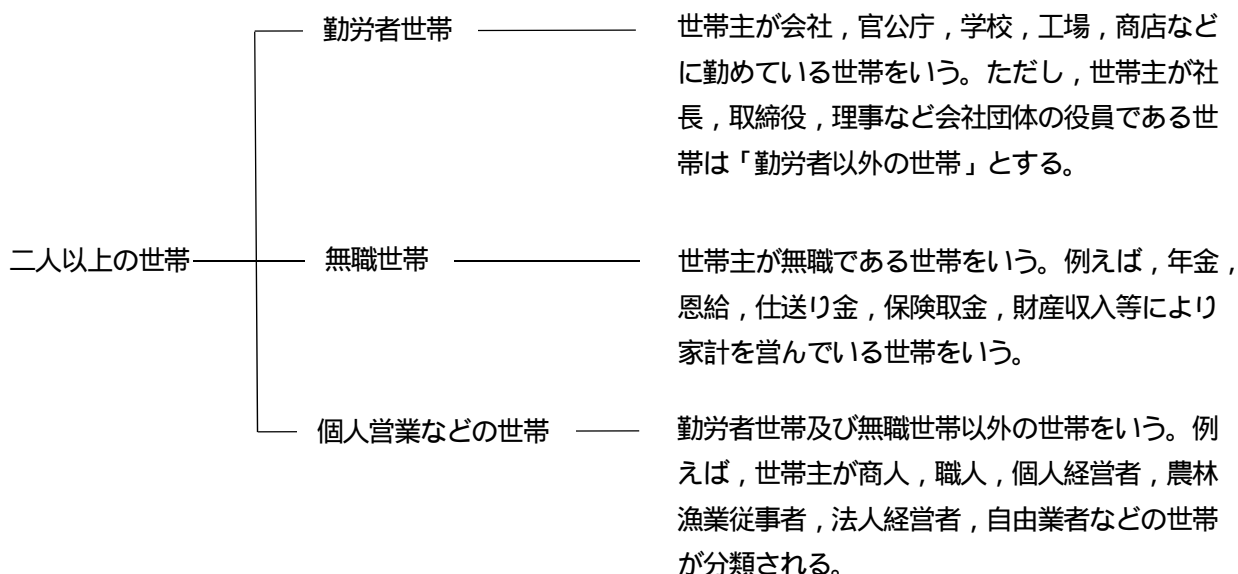 勤労者世帯
世帯主が会社，官公庁，学校，工場，商店など
に勤めている世帯をいう。ただし，世帯主が社
長，取締役，理事など会社団体の役員である世
帯は「勤労者以外の世帯」とする。
二人以上の世帯
無職世帯
世帯主が無職である世帯をいう。例えば，年金，
恩給，仕送り金，保険取金，財産収入等により
家計を営んでいる世帯をいう。
個人営業などの世帯
勤労者世帯及び無職世帯以外の世帯をいう。例
えば，世帯主が商人，職人，個人経営者，農林
漁業従事者，法人経営者，自由業者などの世帯
が分類される。